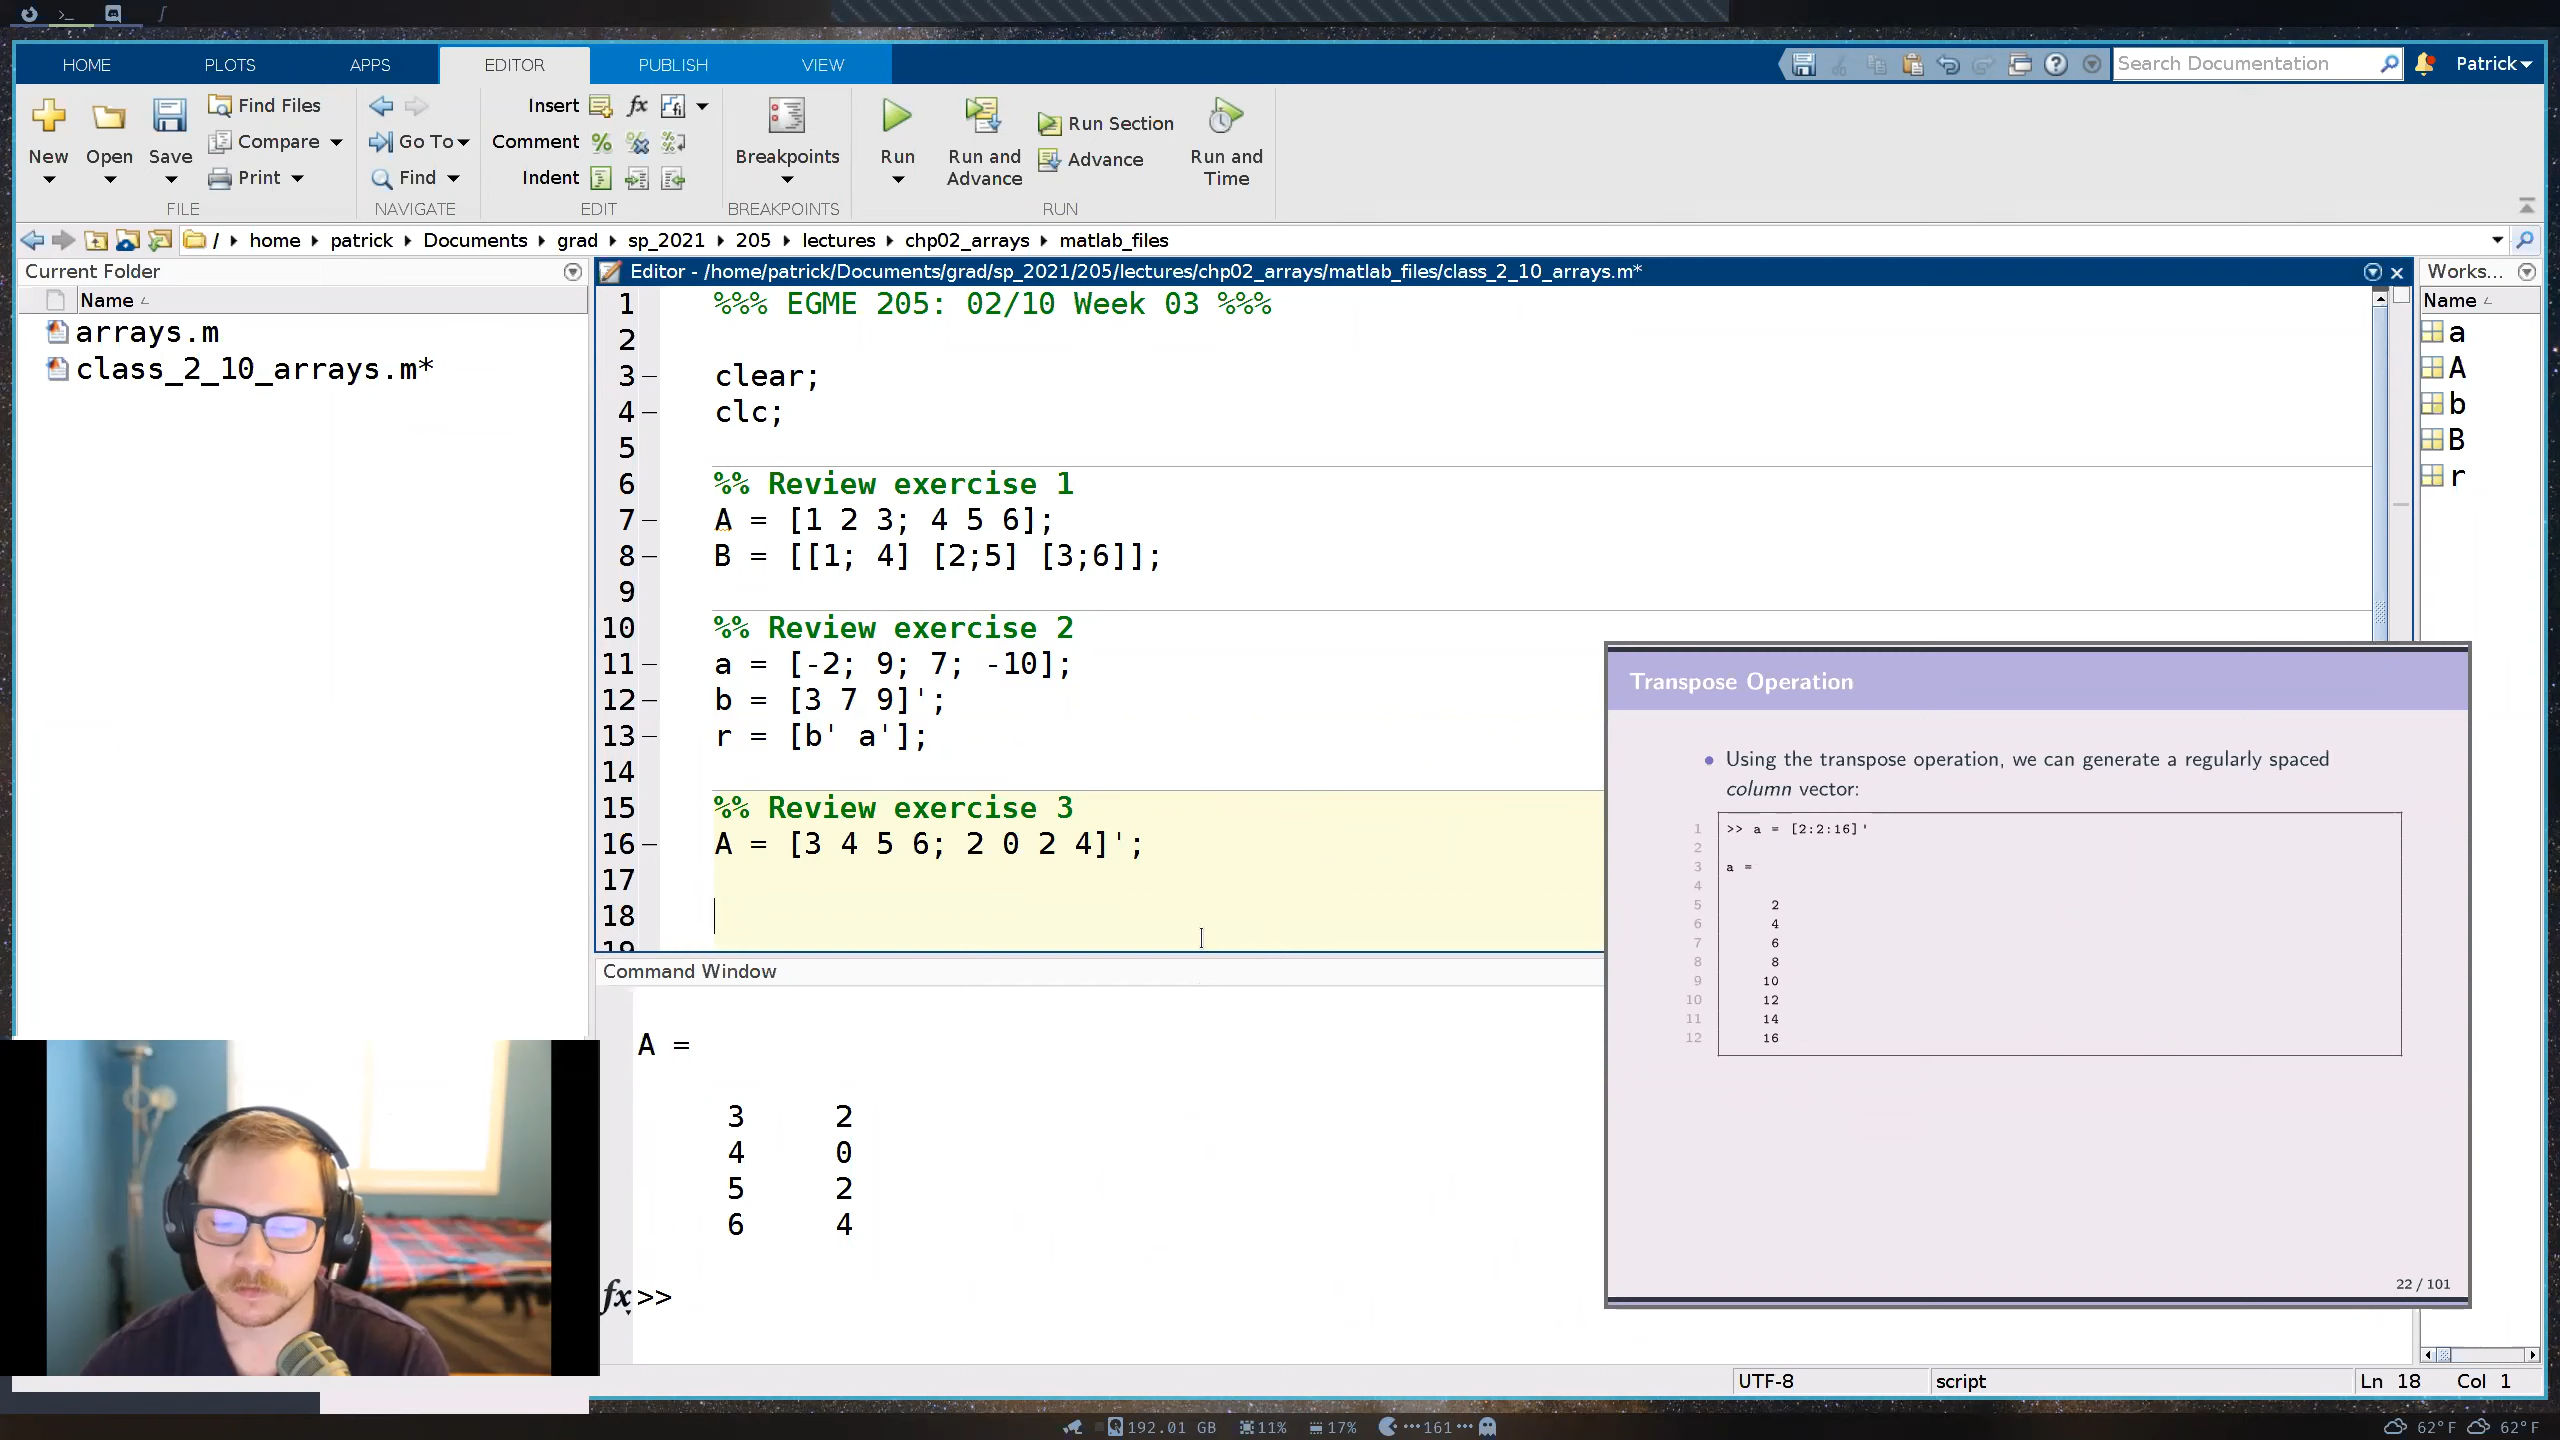 HOME PLOTS APPS EDITOR PUBLISH VIEW Search Documentation Patrick
New Open Save Find Files Compare Print Go To Find Insert Comment Indent Breakpoints Run Run and Advance Run Section Advance Run and Time
FILE NAVIGATE EDIT BREAKPOINTS RUN
/ home patrick Documents grad sp_2021 205 lectures chp02_arrays matlab_files
Current Folder
Name
arrays.m
class_2_10_arrays.m*
Editor - /home/patrick/Documents/grad/sp_2021/205/lectures/chp02_arrays/matlab_files/class_2_10_arrays.m*
1 %%% EGME 205: 02/10 Week 03 %%%
2
3 clear;
4 clc;
5
6 %% Review exercise 1
7 A = [1 2 3; 4 5 6];
8 B = [[1; 4] [2;5] [3;6]];
9
10 %% Review exercise 2
11 a = [-2; 9; 7; -10];
12 b = [3 7 9]';
13 r = [b' a'];
14
15 %% Review exercise 3
16 A = [3 4 5 6; 2 0 2 4]';
17
18
19
Works...
Name
a
A
b
B
r
Command Window
A =
3 2
4 0
5 2
6 4
fx >>
Transpose Operation
• Using the transpose operation, we can generate a regularly spaced
column vector:
1 >> a = [2:2:16]'
2
3 a =
4
5 2
6 4
7 6
8 8
9 10
10 12
11 14
12 16
22 / 101
UTF-8 script Ln 18 Col 1
192.01 GB 11% 17% 161 62°F 62°F